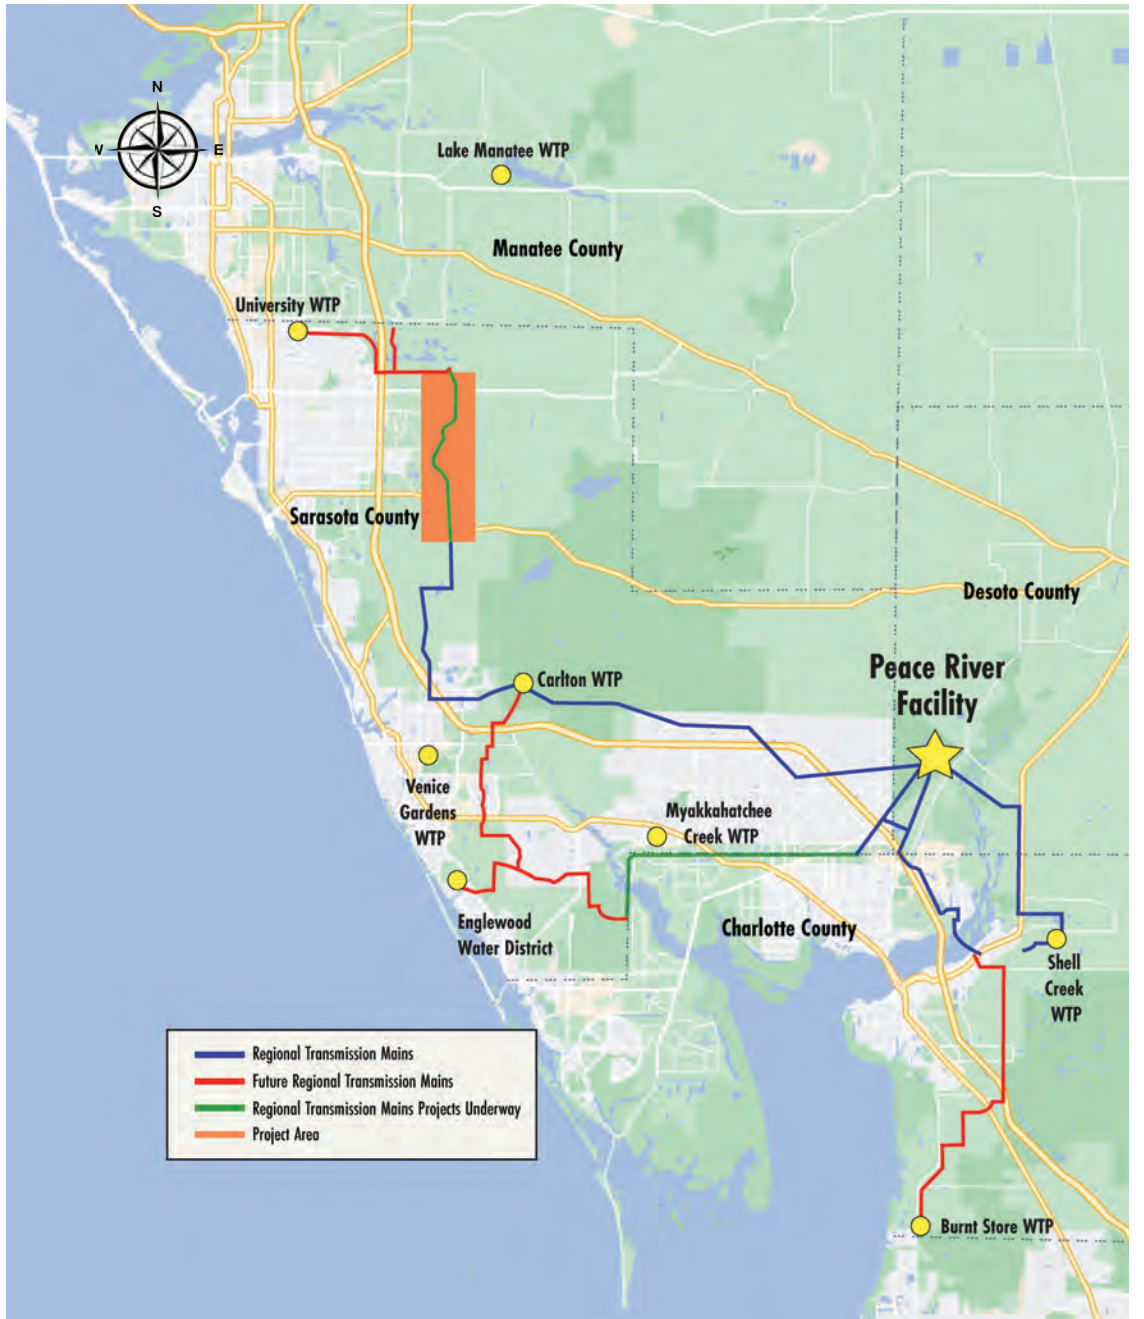 N
W
E
S
Lake Manatee WTP
Manatee County
University WTP
Sarasota County
Desoto County
Peace River
Facility
Carlton WTP
Venice
Gardens
WTP
Myakkahatchee
Creek WTP
Englewood
Water District
Charlotte County
Shell
Creek
WTP
Regional Transmission Mains
Future Regional Transmission Mains
Regional Transmission Mains Projects Underway
Project Area
Burnt Store WTP